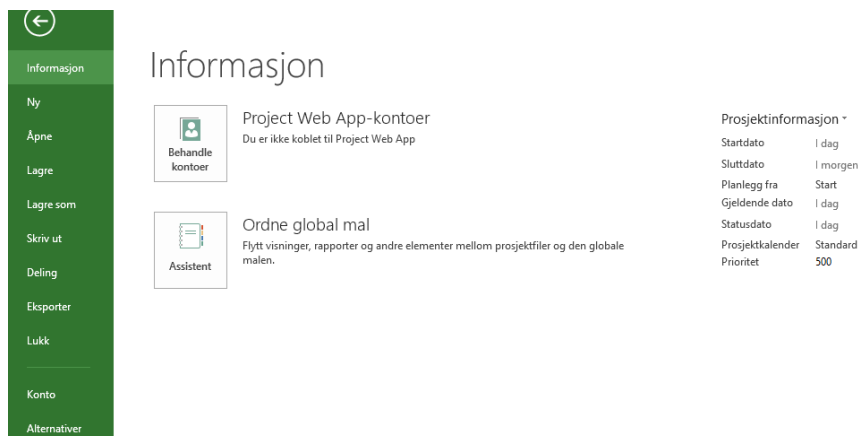 Informasjon
Ny
Åpne
Lagre
Lagre som
Skriv ut
Deling
Eksporter
Lukk
Konto
Alternativer
Informasjon
Behandle
kontoer
Project Web App-kontoer
Du er ikke koblet til Project Web App
Assistent
Ordne global mal
Flytt visninger, rapporter og andre elementer mellom prosjektfiler og den globale
malen.
Prosjektinformasjon
Startdato I dag
Sluttdato I morgen
Planlegg fra Start
Gjeldende dato I dag
Statusdato I dag
Prosjektkalender Standard
Prioritet 500